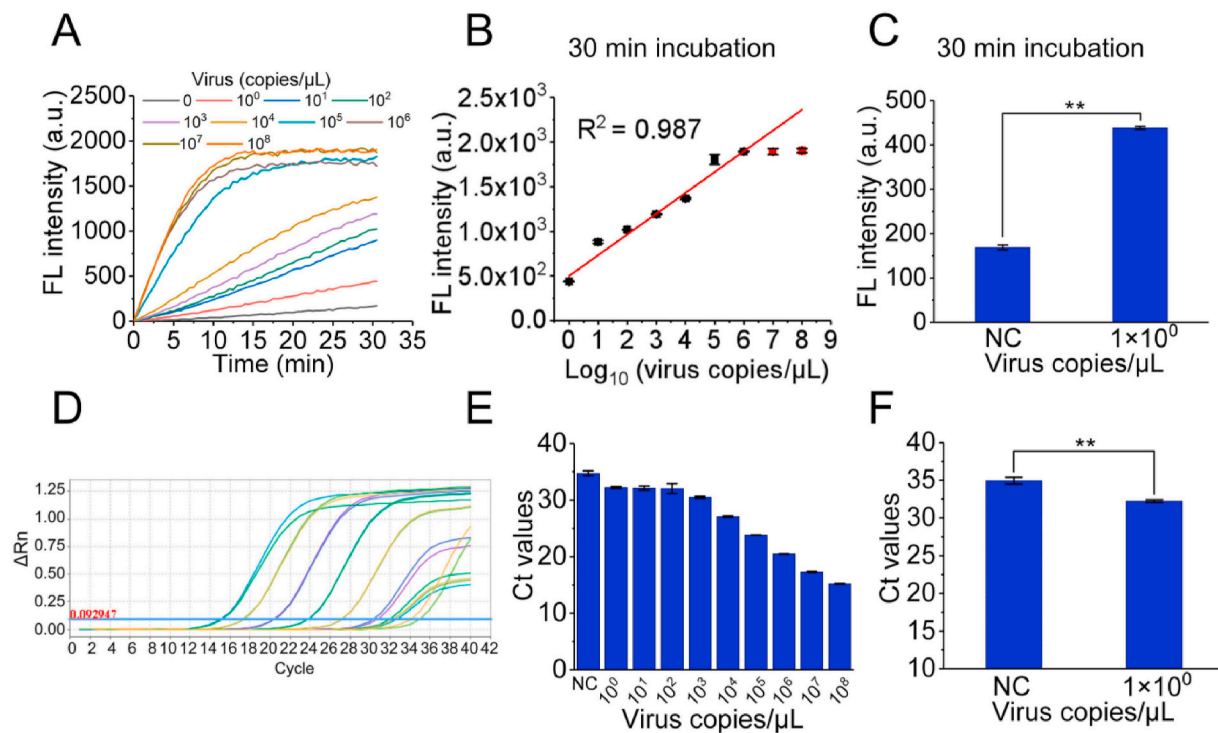 A
Virus (copies/μL)
0 10⁰ 10¹ 10²
10³ 10⁴ 10⁵ 10⁶
10⁷ 10⁸
FL intensity (a.u.)
2500
2000
1500
1000
500
0
0 5 10 15 20 25 30 35
Time (min)
B
30 min incubation
R² = 0.987
FL intensity (a.u.)
2.5x10³
2.0x10³
1.5x10³
1.0x10³
5.0x10²
0.0
0 1 2 3 4 5 6 7 8 9
Log₁₀ (virus copies/μL)
C
30 min incubation
**
FL intensity (a.u.)
500
400
300
200
100
0
NC 1×10⁰
Virus copies/μL
D
ΔRn
1.25
1.00
0.75
0.50
0.25
0.00
0.092947
0 2 4 6 8 10 12 14 16 18 20 22 24 26 28 30 32 34 36 38 40 42
Cycle
E
Ct values
40
30
20
10
0
NC 10⁰ 10¹ 10² 10³ 10⁴ 10⁵ 10⁶ 10⁷ 10⁸
Virus copies/μL
F
**
Ct values
40
35
30
25
20
15
10
NC 1×10⁰
Virus copies/μL